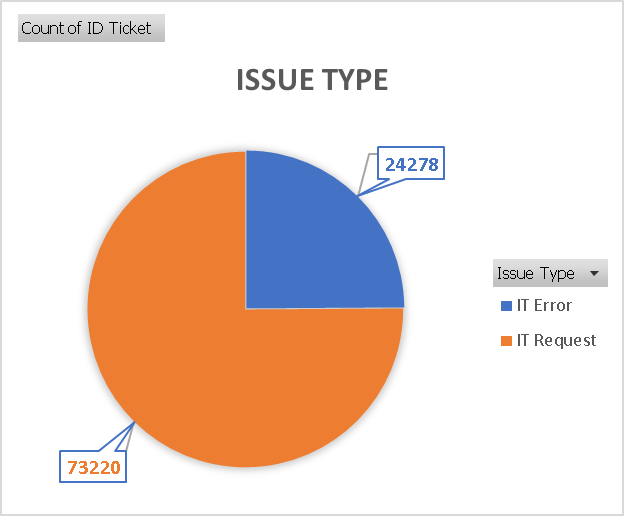 Count of ID Ticket
ISSUE TYPE
24278
Issue Type
IT Error
IT Request
73220